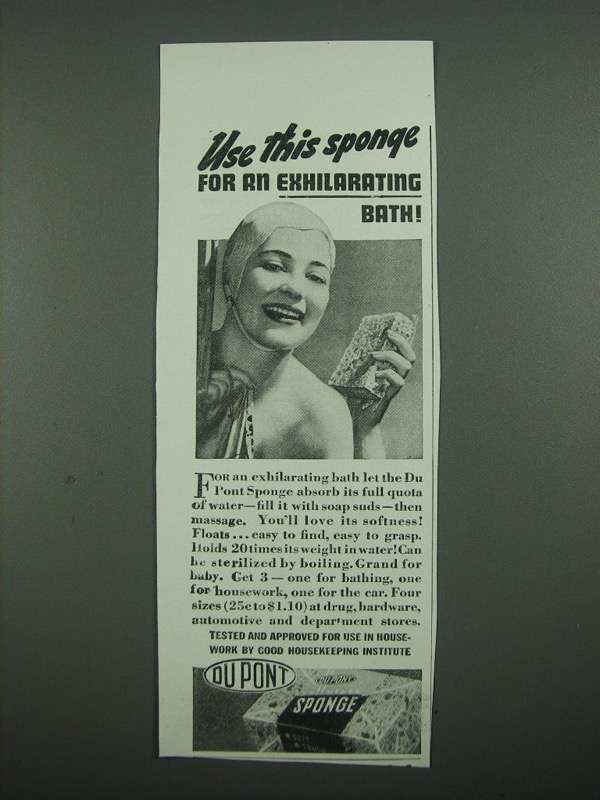 Use this sponge
FOR AN EXHILARATING
BATH!
FOR an exhilarating bath let the Du
Pont Sponge absorb its full quota
of water—fill it with soap suds—then
massage. You'll love its softness!
Floats . . . easy to find, easy to grasp.
Holds 20 times its weight in water! Can
be sterilized by boiling. Grand for
baby. Get 3—one for bathing, one
for housework, one for the car. Four
sizes (25c to $1.10) at drug, hardware,
automotive and department stores.
TESTED AND APPROVED FOR USE IN HOUSE-
WORK BY GOOD HOUSEKEEPING INSTITUTE
DU PONT
DU PONT
SPONGE